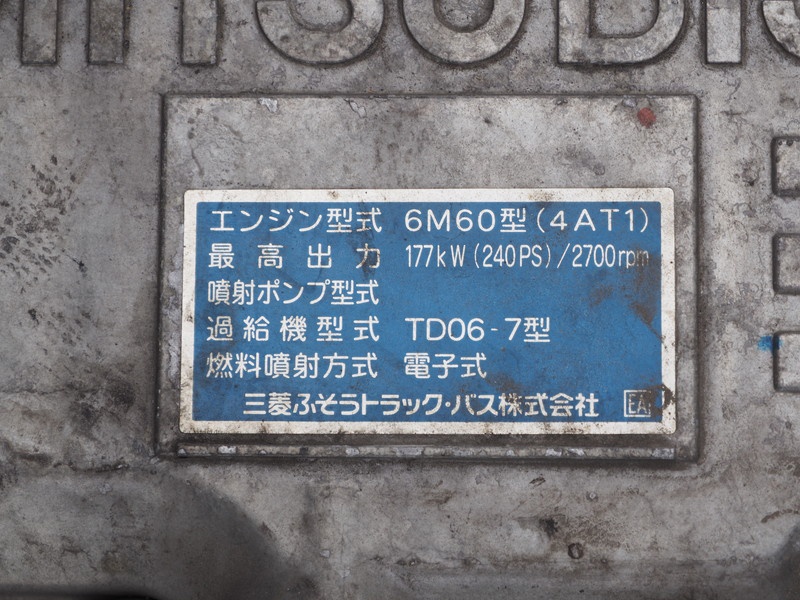 MITSUBIS
エンジン型式 6M60型(4AT1)
最高出力 177kW(240PS)/2700rpm
噴射ポンプ型式
過給機型式 TD06-7型
燃料噴射方式 電子式
三菱ふそうトラック・バス株式会社 EA